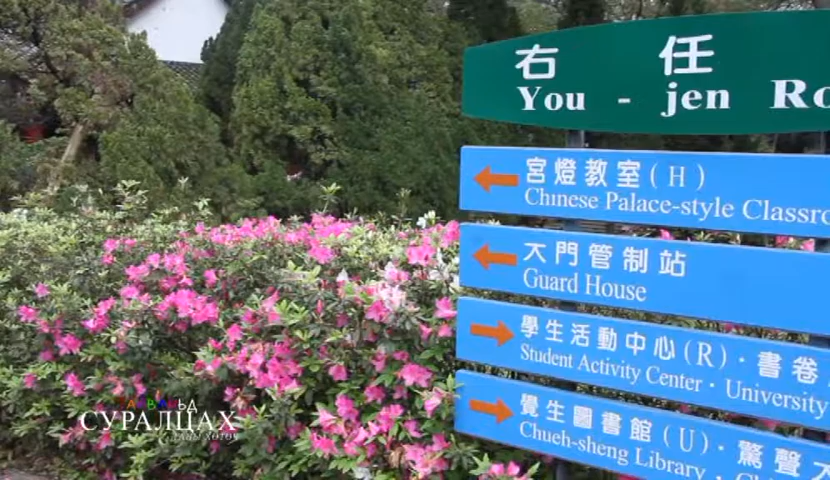 右任
You - jen
宮燈教室(H)
Chinese Palace-style
大門管制站
Guard House
學生活動中心(R)·書卷
Student Activity Center · University
覺生圖書館(U)·驚聲
Chueh-sheng Library,
СУРАЛЦАХ